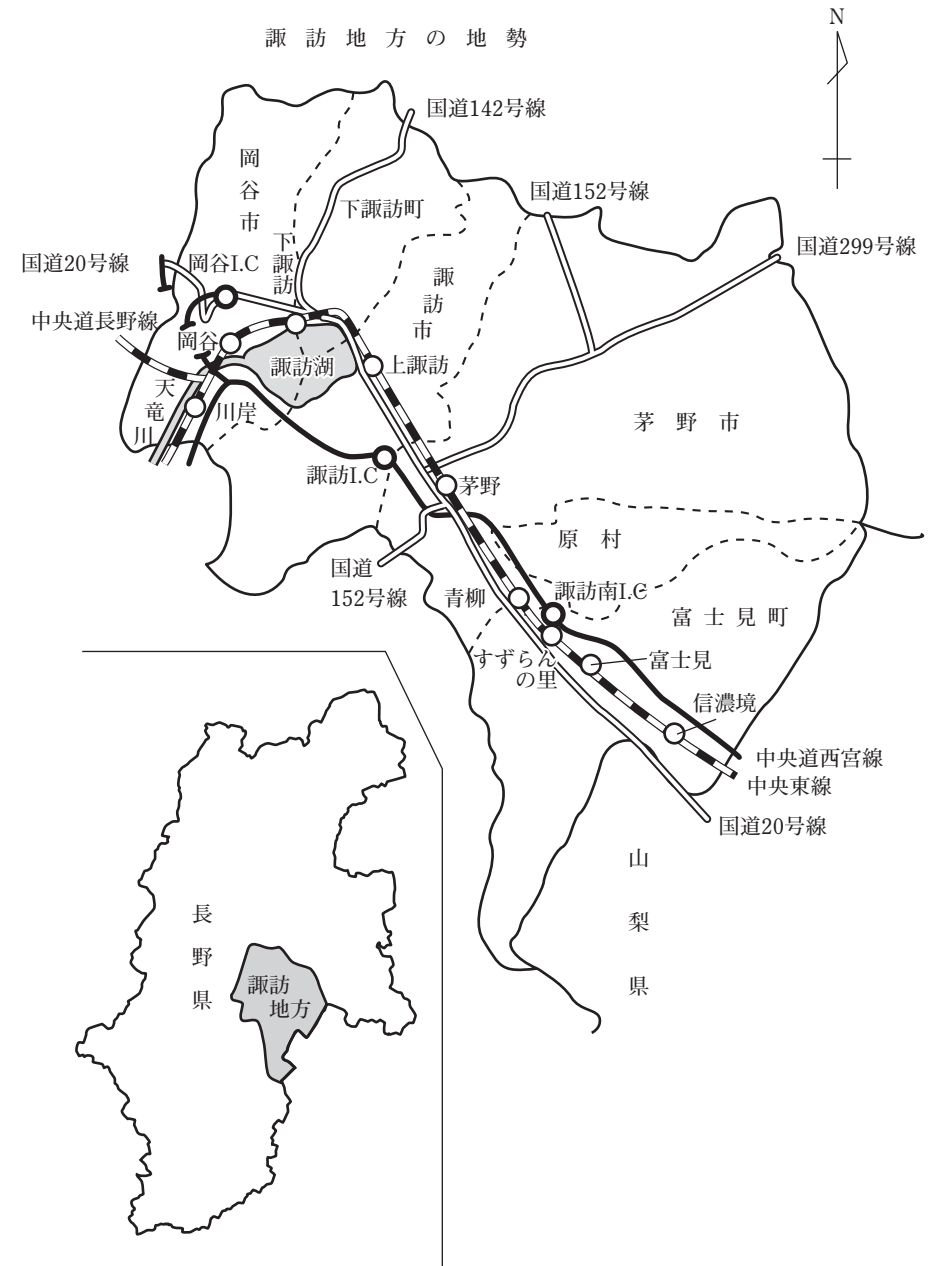 諏訪地方の地勢
N
国道142号線
岡谷市
国道152号線
下諏訪町
下諏訪
国道299号線
国道20号線
岡谷I.C
諏訪市
中央道長野線
岡谷
諏訪湖
上諏訪
天竜川
川岸
茅野市
諏訪I.C
茅野
原村
国道
152号線
青柳
諏訪南I.C
富士見町
すずらん
の里
富士見
信濃境
中央道西宮線
中央東線
国道20号線
山梨県
長野県
諏訪
地方